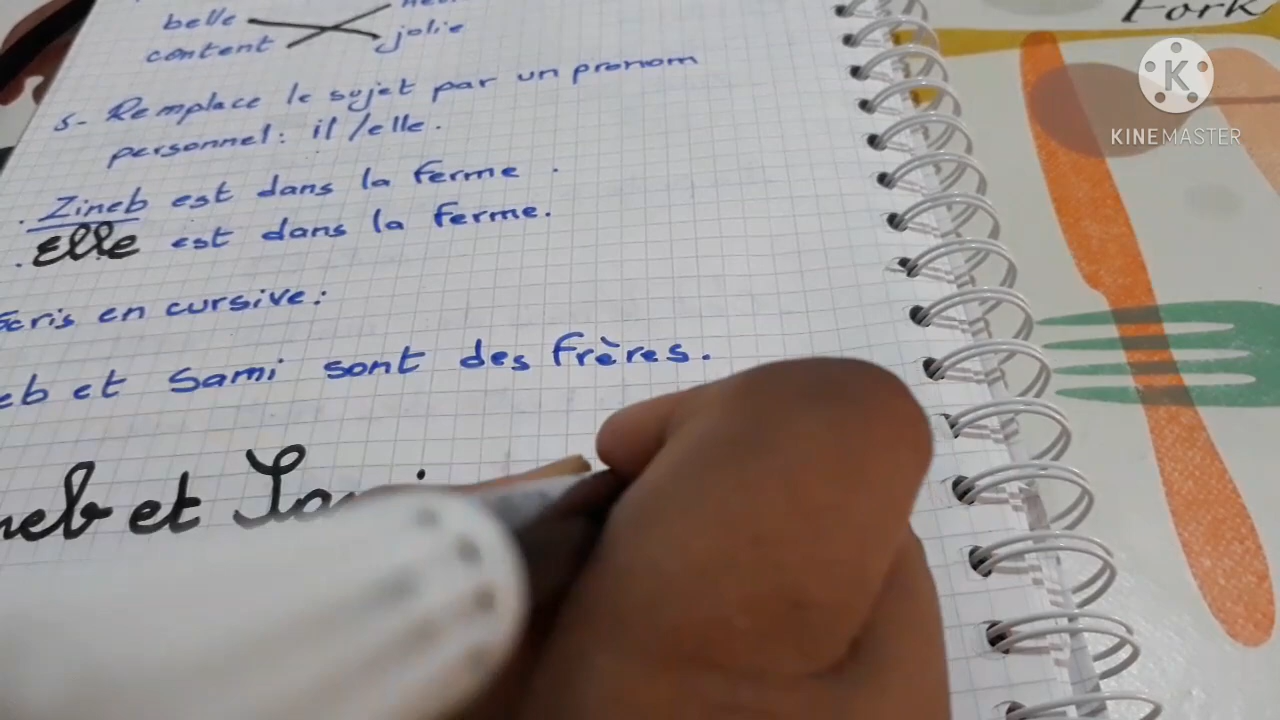 belle
content jolie
5- Remplace le sujet par un pronom
personnel: il / elle.
. Zineb est dans la ferme.
. Elle est dans la ferme.
Ecris en cursive:
et Sami sont des frères.
et
Fork
KINEMASTER